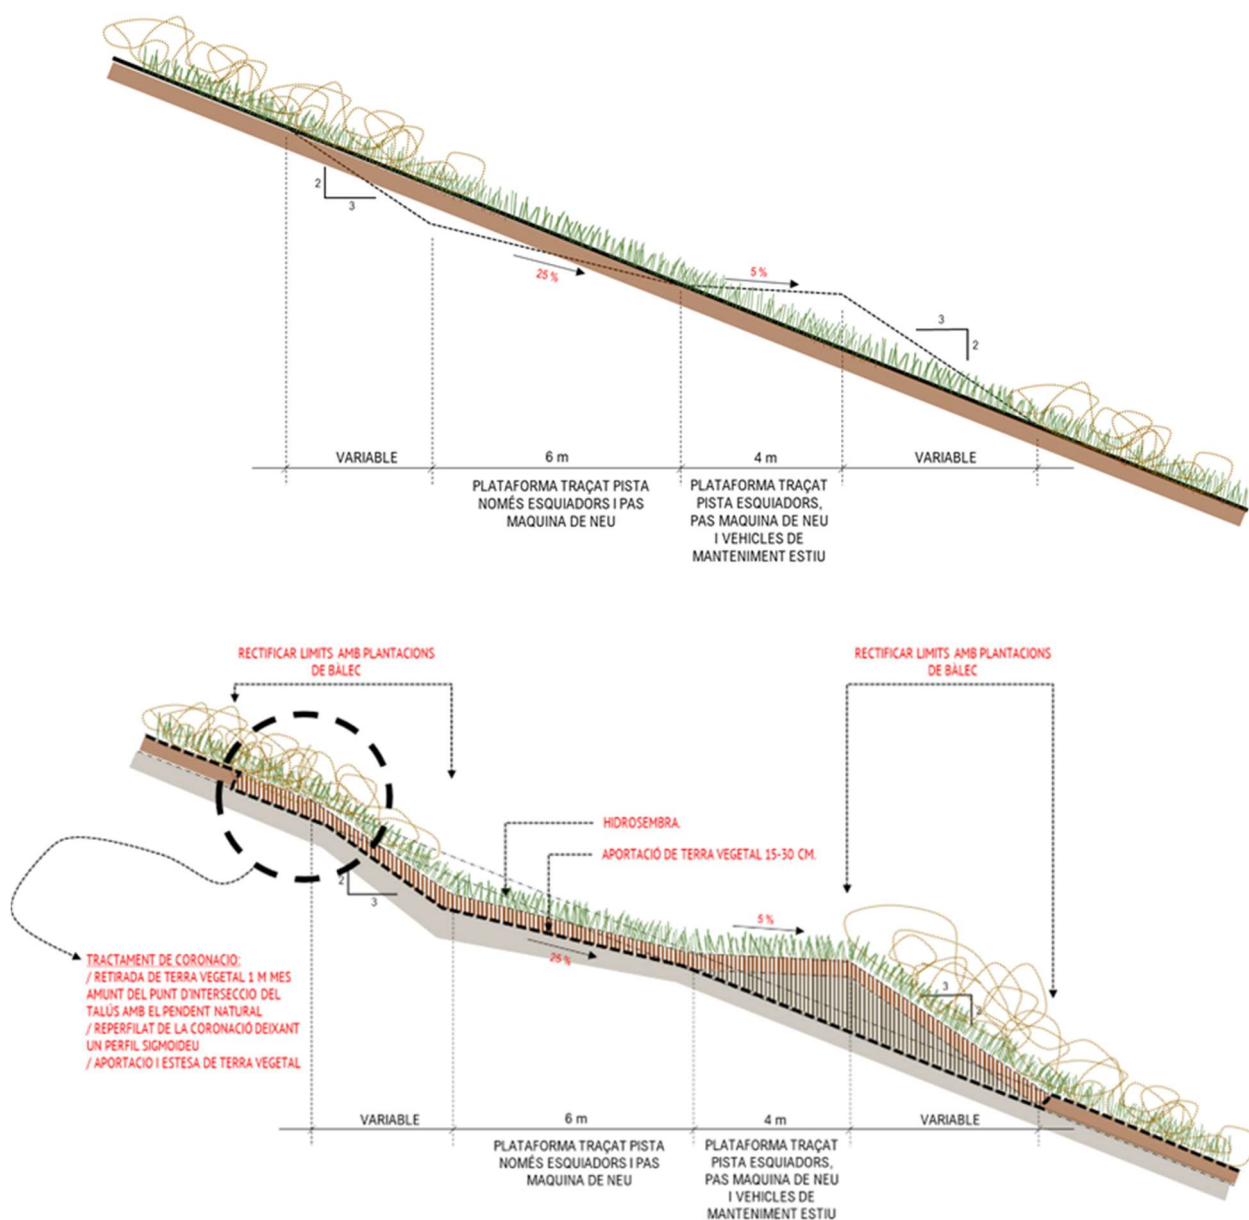 2
3
25 %
5 %
3
2
VARIABLE
6 m
4 m
VARIABLE
PLATAFORMA TRAÇAT PISTA
NOMÉS ESQUIADORS I PAS
MAQUINA DE NEU
PLATAFORMA TRAÇAT
PISTA ESQUIADORS,
PAS MAQUINA DE NEU
I VEHICLES DE
MANTENIMENT ESTIU
RECTIFICAR LIMITS AMB PLANTACIONS
DE BÀLEC
RECTIFICAR LIMITS AMB PLANTACIONS
DE BÀLEC
HIDROSEMBRA.
APORTACIÓ DE TERRA VEGETAL 15-30 CM.
2
3
25 %
5 %
3
2
TRACTAMENT DE CORONACIO:
/ RETIRADA DE TERRA VEGETAL 1 M MES
AMUNT DEL PUNT D'INTERSECCIO DEL
TALÚS AMB EL PENDENT NATURAL
/ REPERFILAT DE LA CORONACIÓ DEIXANT
UN PERFIL SIGMOIDEU
/ APORTACIO I ESTESA DE TERRA VEGETAL
VARIABLE
6 m
4 m
VARIABLE
PLATAFORMA TRAÇAT PISTA
NOMÉS ESQUIADORS I PAS
MAQUINA DE NEU
PLATAFORMA TRAÇAT
PISTA ESQUIADORS,
PAS MAQUINA DE NEU
I VEHICLES DE
MANTENIMENT ESTIU